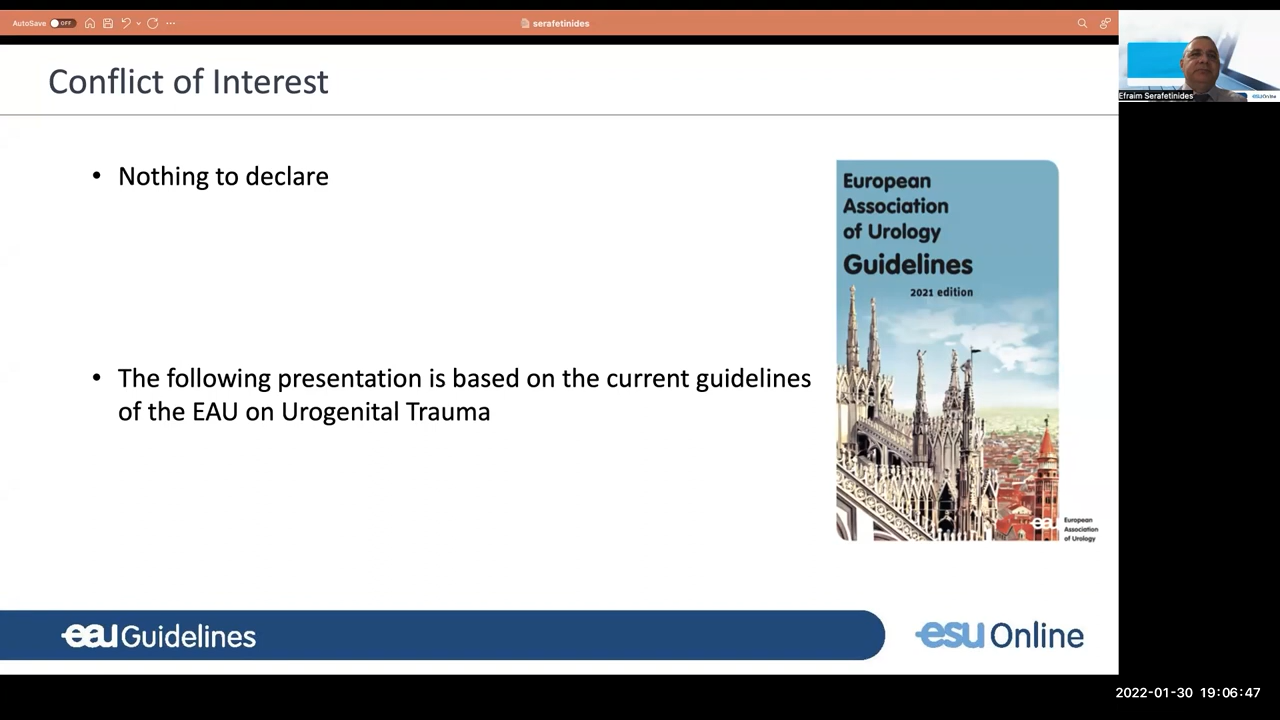 AutoSave OFF
serafetinides
Conflict of Interest
• Nothing to declare
• The following presentation is based on the current guidelines
of the EAU on Urogenital Trauma
European
Association
of Urology
Guidelines
2021 edition
eau
European
Association
of Urology
eau Guidelines
esu Online
Efraim Serafetinides
esuOnline
2022-01-30 19:06:47